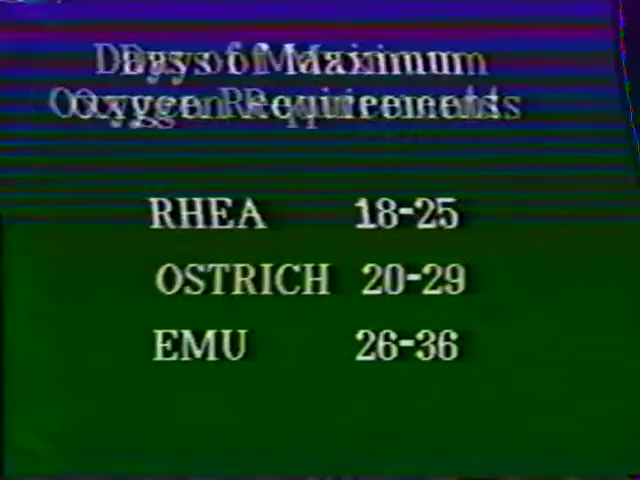 Days of Maximum
Oxygen Requirements
RHEA 18-25
OSTRICH 20-29
EMU 26-36